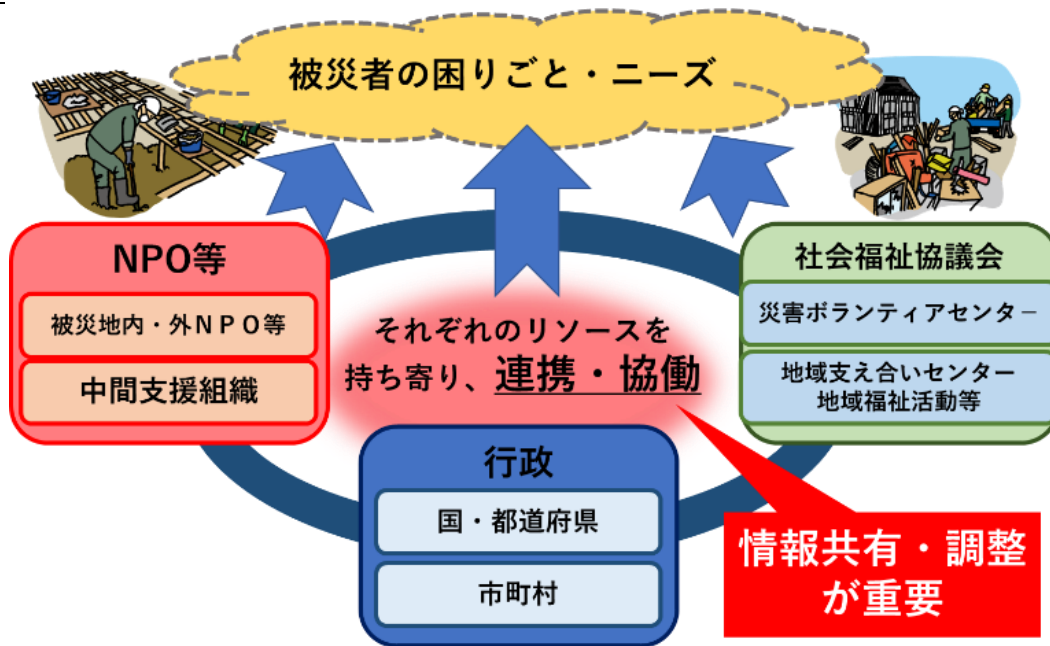 被災者の困りごと・ニーズ
NPO等
被災地内・外ＮＰＯ等
中間支援組織
それぞれのリソースを
持ち寄り、連携・協働
社会福祉協議会
災害ボランティアセンター
地域支え合いセンター
地域福祉活動等
行政
国・都道府県
市町村
情報共有・調整
が重要